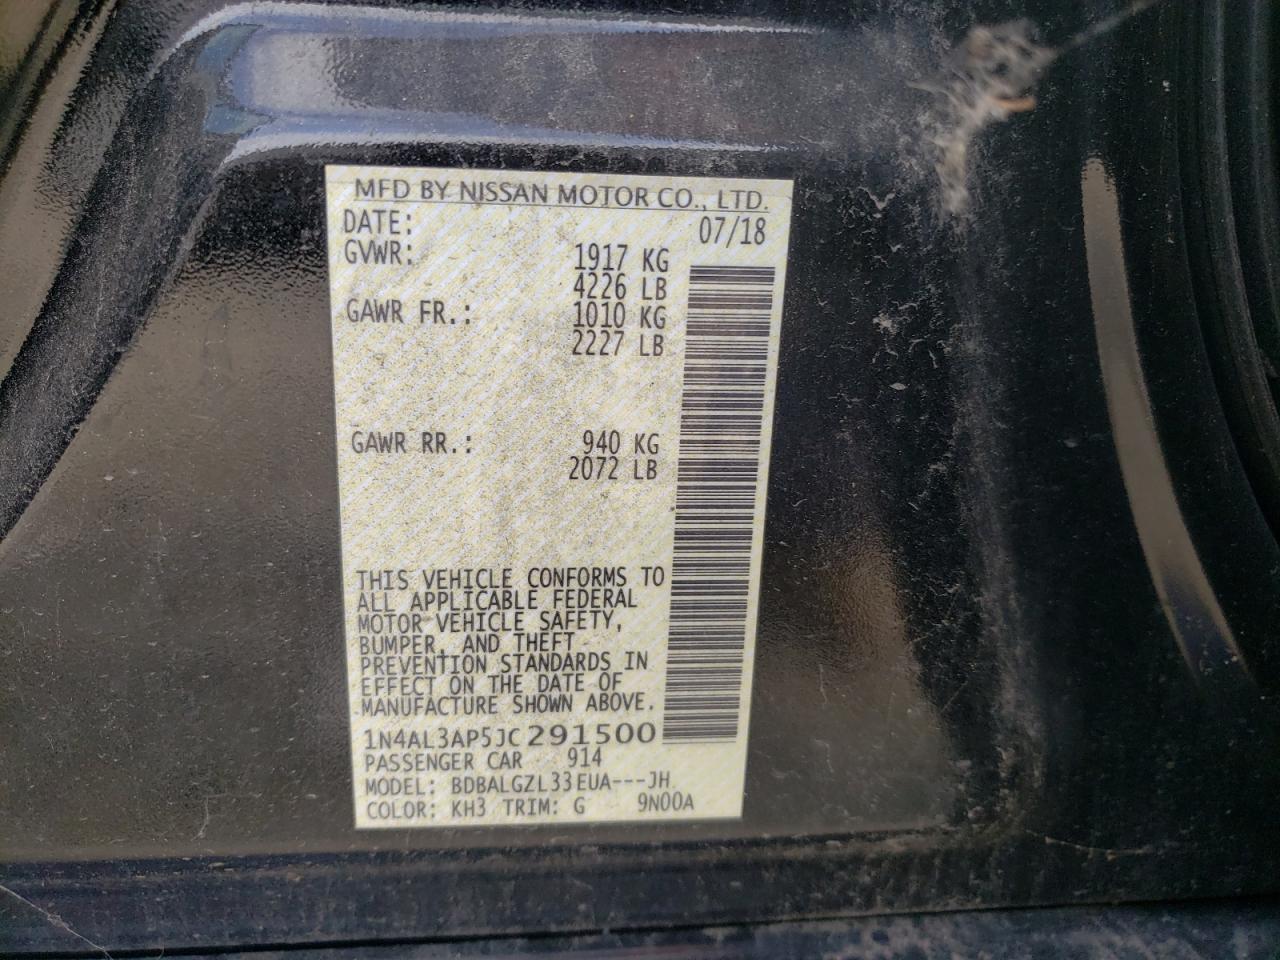 MFD BY NISSAN MOTOR CO., LTD.
DATE: 07/18
GVWR: 1917 KG
4226 LB
GAWR FR.: 1010 KG
2227 LB
GAWR RR.: 940 KG
2072 LB
THIS VEHICLE CONFORMS TO
ALL APPLICABLE FEDERAL
MOTOR VEHICLE SAFETY,
BUMPER, AND THEFT
PREVENTION STANDARDS IN
EFFECT ON THE DATE OF
MANUFACTURE SHOWN ABOVE.
1N4AL3AP5JC291500
PASSENGER CAR 914
MODEL: BDBALGZL33EUA---JH
COLOR: KH3 TRIM: G 9N00A